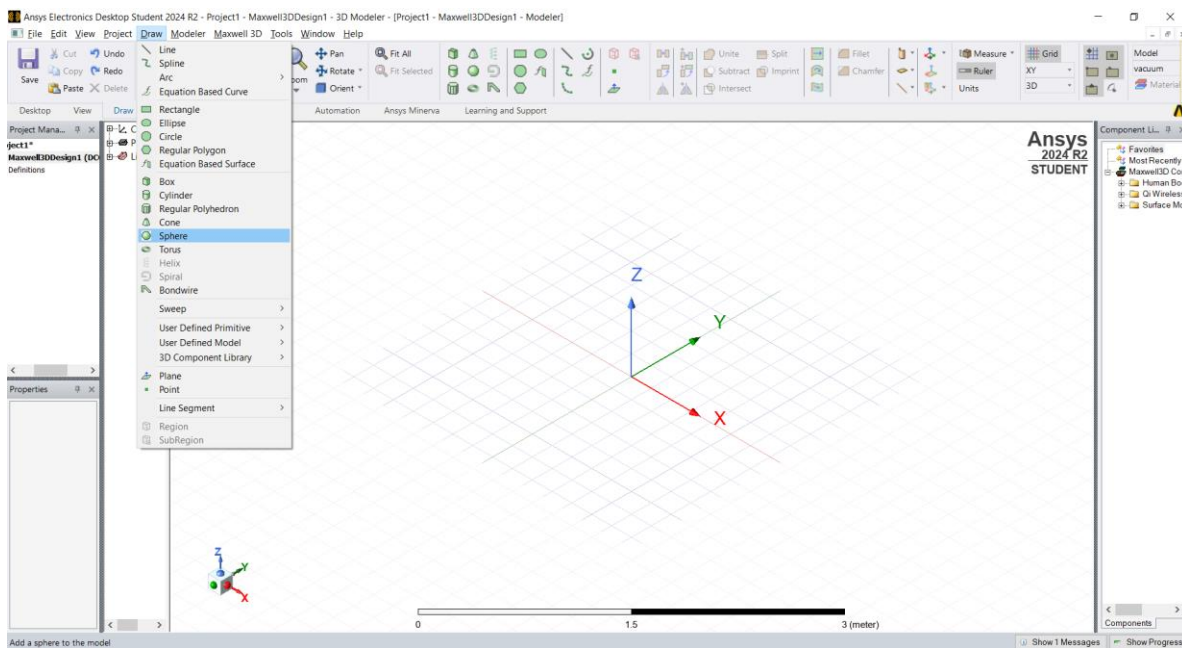 Ansys Electronics Desktop Student 2024 R2 - Project1 - Maxwell3DDesign1 - 3D Modeler - [Project1 - Maxwell3DDesign1 - Modeler]
File Edit View Project Draw Modeler Maxwell 3D Tools Window Help
Save
Cut
Copy
Paste
Undo
Redo
Delete
Pan
Rotate
Orient
Fit All
Fit Selected
Unite
Subtract
Intersect
Split
Imprint
Fillet
Chamfer
Measure
Ruler
Units
Grid
XY
3D
Model
vacuum
Material
Desktop View Draw Automation Ansys Minerva Learning and Support
Line
Spline
Arc
Equation Based Curve
Rectangle
Ellipse
Circle
Regular Polygon
Equation Based Surface
Box
Cylinder
Regular Polyhedron
Cone
Sphere
Torus
Helix
Spiral
Bondwire
Sweep
User Defined Primitive
User Defined Model
3D Component Library
Plane
Point
Line Segment
Region
SubRegion
Project Mana...
ject1*
Maxwell3DDesign1 (DC
Definitions
Properties
Ansys
2024 R2
STUDENT
Z
Y
X
Z
Y
X
0 1.5 3 (meter)
Component Li...
Favorites
Most Recently
Maxwell3D Co
Human Bo
Qi Wireles
Surface Mo
Components
Add a sphere to the model
Show 1 Messages Show Progress